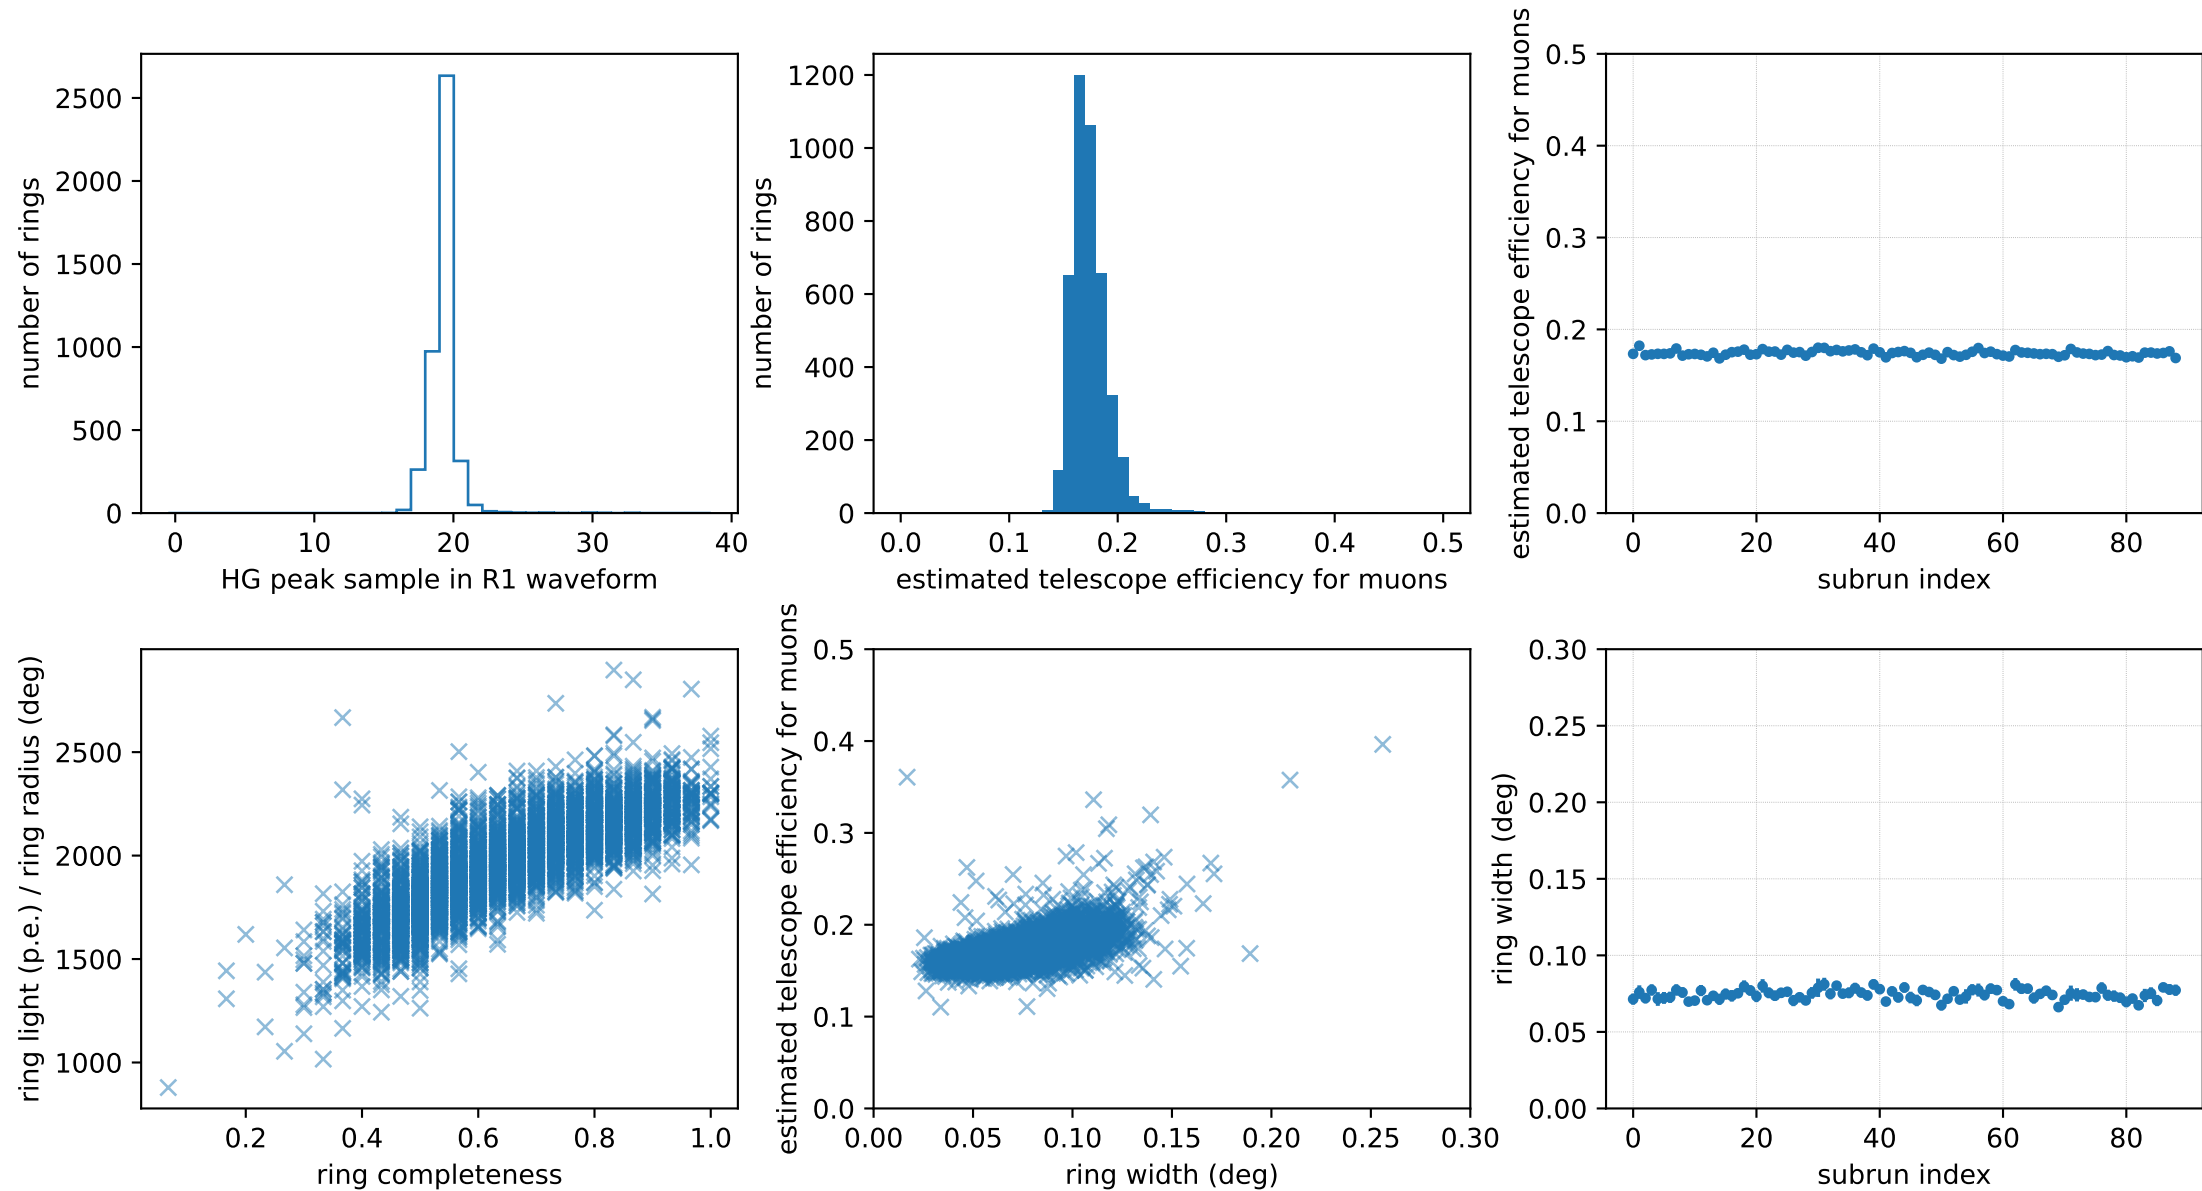 number of rings
2500
2000
1500
1000
500
0
0 10 20 30 40
HG peak sample in R1 waveform
number of rings
1200
1000
800
600
400
200
0
0.0 0.1 0.2 0.3 0.4 0.5
estimated telescope efficiency for muons
estimated telescope efficiency for muons
0.5
0.4
0.3
0.2
0.1
0.0
0 20 40 60 80
subrun index
ring light (p.e.) / ring radius (deg)
2500
2000
1500
1000
0.2 0.4 0.6 0.8 1.0
ring completeness
estimated telescope efficiency for muons
0.5
0.4
0.3
0.2
0.1
0.0
0.00 0.05 0.10 0.15 0.20 0.25 0.30
ring width (deg)
ring width (deg)
0.30
0.25
0.20
0.15
0.10
0.05
0.00
0 20 40 60 80
subrun index